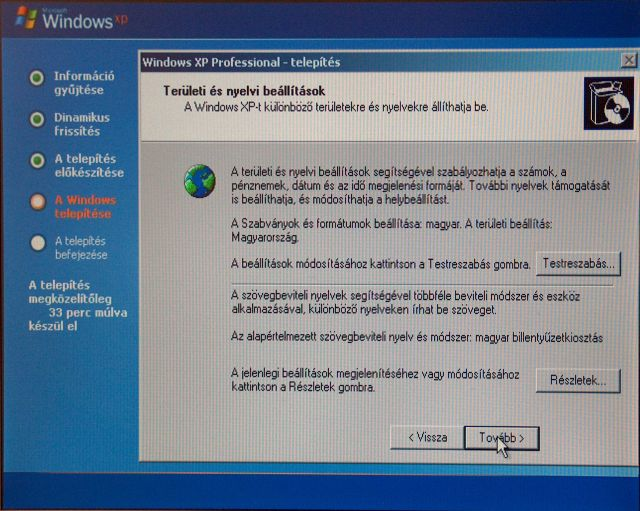 Microsoft
Windows xp
Információ
gyűjtése
Dinamikus
frissítés
A telepítés
előkészítése
A Windows
telepítése
A telepítés
befejezése
A telepítés
megközelítőleg
33 perc múlva
készül el
Windows XP Professional - telepítés
Területi és nyelvi beállítások
A Windows XP-t különböző területekre és nyelvekre állíthatja be.
A területi és nyelvi beállítások segítségével szabályozhatja a számok, a
pénznemek, dátum és az idő megjelenési formáját. További nyelvek támogatását
is beállíthatja, és módosíthatja a helybeállítást.
A Szabványok és formátumok beállítása: magyar. A területi beállítás:
Magyarország.
A beállítások módosításához kattintson a Testreszabás gombra.
Testreszabás...
A szövegbeviteli nyelvek segítségével többféle beviteli módszer és eszköz
alkalmazásával, különböző nyelveken írhat be szöveget.
Az alapértelmezett szövegbeviteli nyelv és módszer: magyar billentyűzetkiosztás
A jelenlegi beállítások megjelenítéséhez vagy módosításához
kattintson a Részletek gombra.
Részletek...
< Vissza
Tovább >